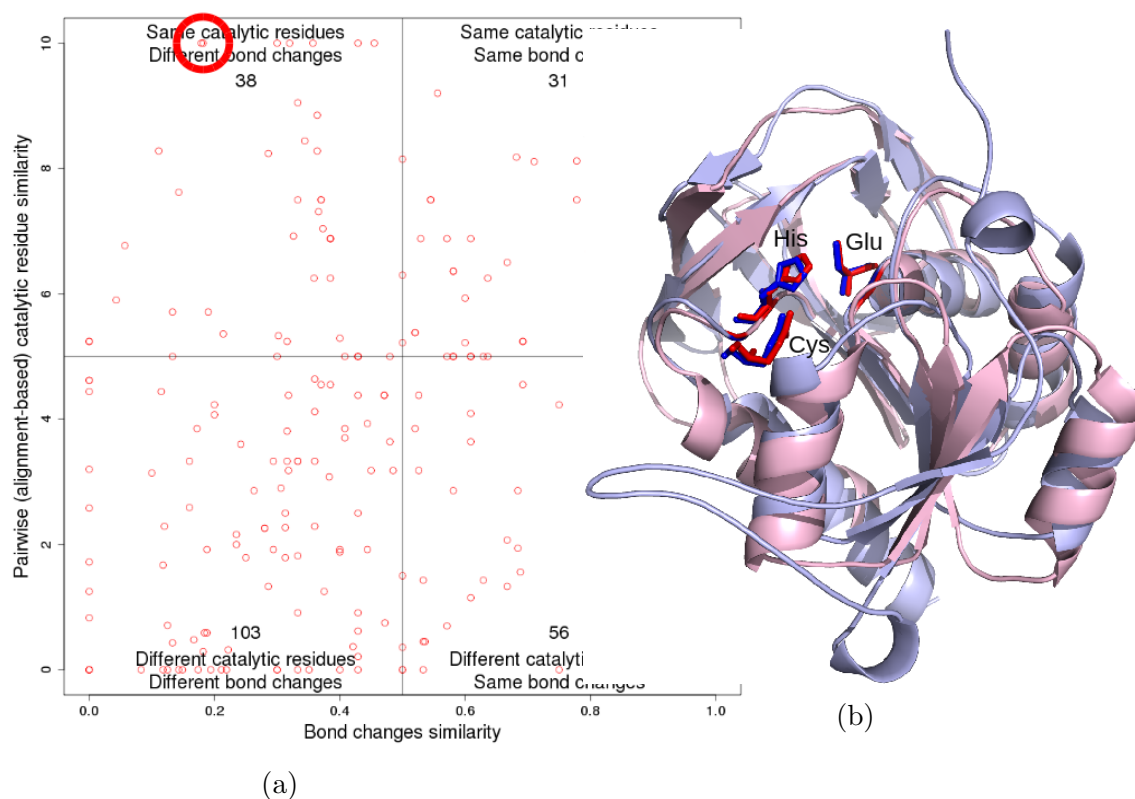 Same catalytic residues
Different bond changes
38
Same catalytic
Same bond c
31
10
8
6
4
2
0
Pairwise (alignment-based) catalytic residue similarity
103
Different catalytic residues
Different bond changes
56
Different catalyti
Same bond changes
0.0 0.2 0.4 0.6 0.8 1.0
Bond changes similarity
(a)
His
Glu
Cys
(b)